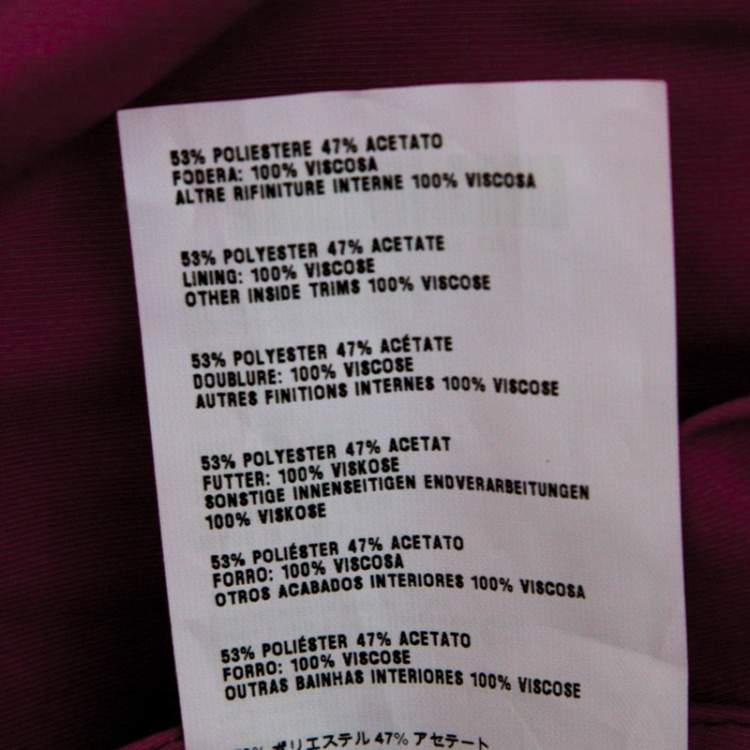 53% POLIESTERE 47% ACETATO
FODERA: 100% VISCOSA
ALTRE RIFINITURE INTERNE 100% VISCOSA
53% POLYESTER 47% ACETATE
LINING: 100% VISCOSE
OTHER INSIDE TRIMS 100% VISCOSE
53% POLYESTER 47% ACÉTATE
DOUBLURE: 100% VISCOSE
AUTRES FINITIONS INTERNES 100% VISCOSE
53% POLYESTER 47% ACETAT
FUTTER: 100% VISKOSE
SONSTIGE INNENSEITIGEN ENDVERARBEITUNGEN
100% VISKOSE
53% POLIÉSTER 47% ACETATO
FORRO: 100% VISCOSA
OTROS ACABADOS INTERIORES 100% VISCOSA
53% POLIÉSTER 47% ACETATO
FORRO: 100% VISCOSE
OUTRAS BAINHAS INTERIORES 100% VISCOSE
ポリエステル 47% アセテート